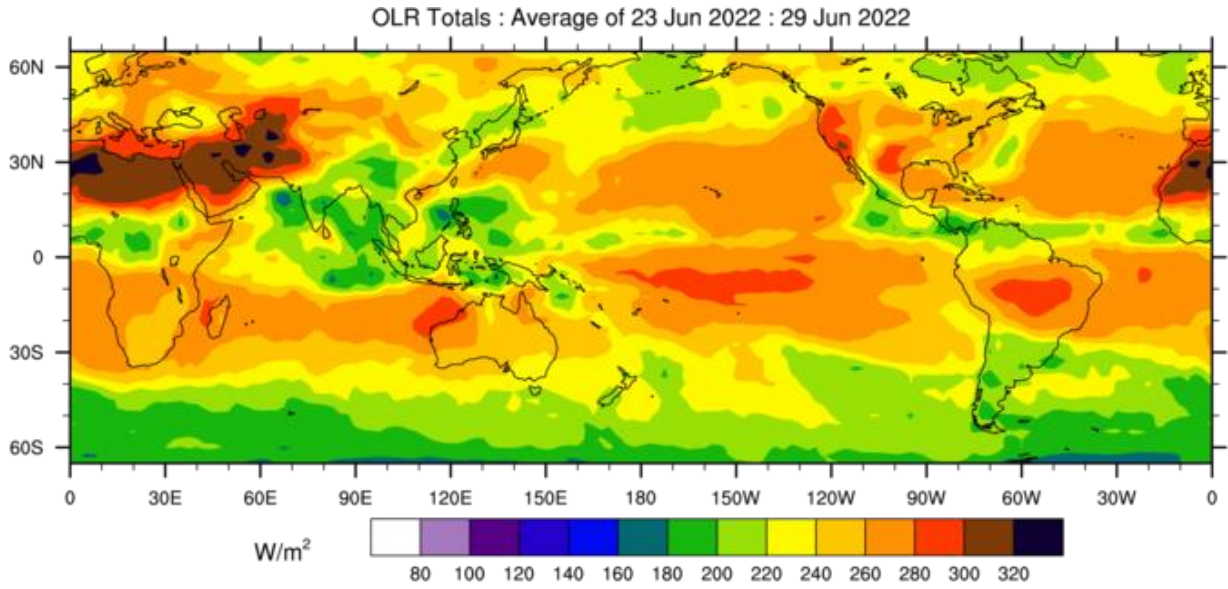 OLR Totals : Average of 23 Jun 2022 : 29 Jun 2022
60N
30N
0
30S
60S
0 30E 60E 90E 120E 150E 180 150W 120W 90W 60W 30W 0
W/m²
80 100 120 140 160 180 200 220 240 260 280 300 320